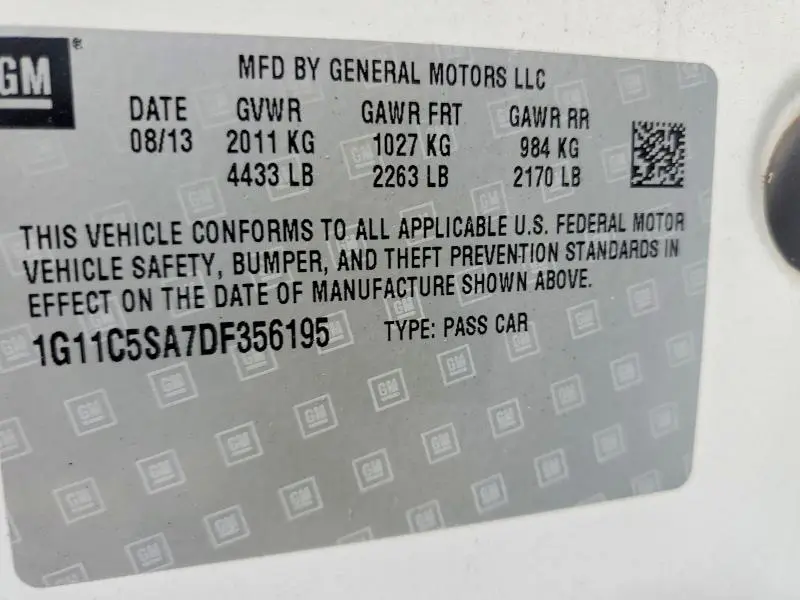 GM®
MFD BY GENERAL MOTORS LLC
DATE GVWR GAWR FRT GAWR RR
08/13 2011 KG 1027 KG 984 KG
4433 LB 2263 LB 2170 LB
THIS VEHICLE CONFORMS TO ALL APPLICABLE U.S. FEDERAL MOTOR
VEHICLE SAFETY, BUMPER, AND THEFT PREVENTION STANDARDS IN
EFFECT ON THE DATE OF MANUFACTURE SHOWN ABOVE.
1G11C5SA7DF356195 TYPE: PASS CAR